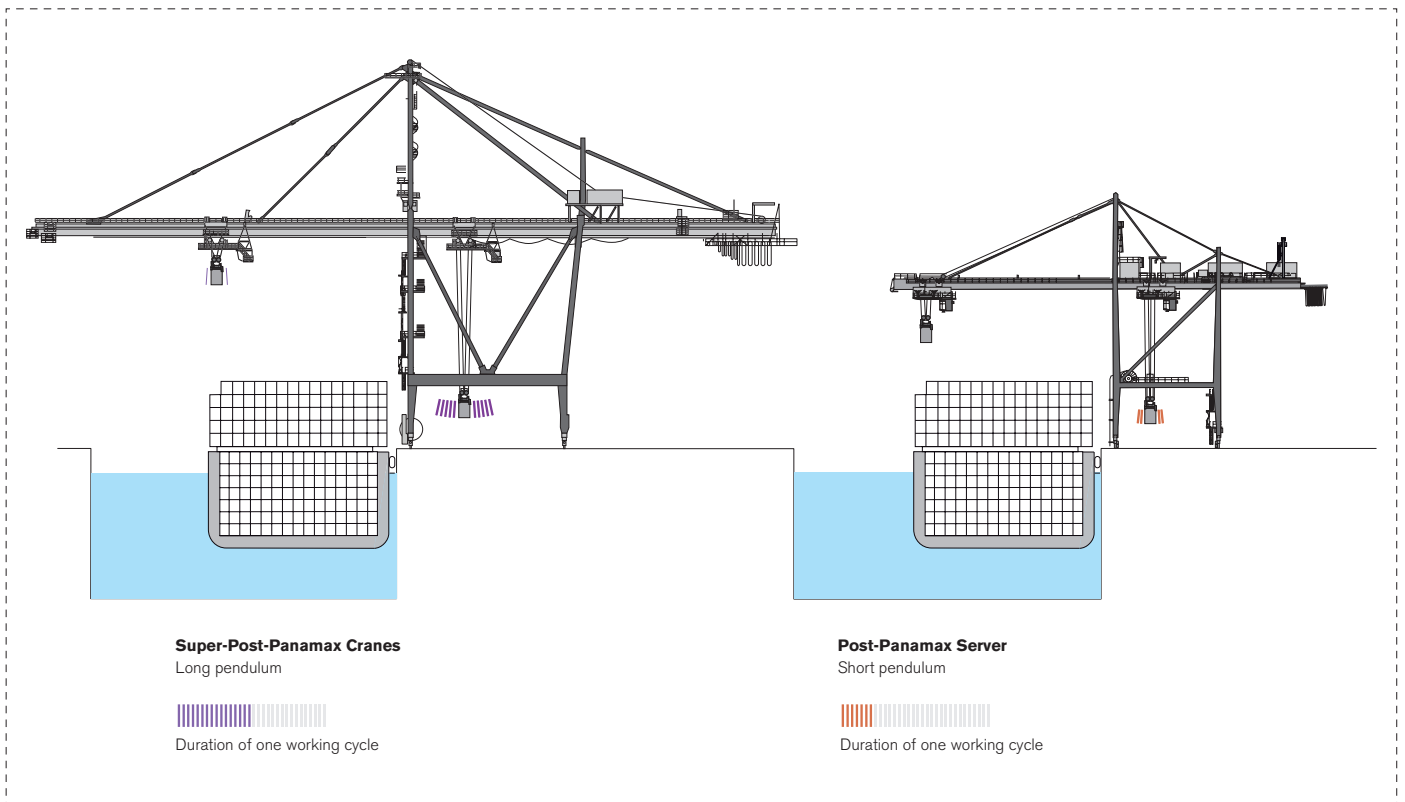 Super-Post-Panamax Cranes
Long pendulum
Duration of one working cycle
Post-Panamax Server
Short pendulum
Duration of one working cycle